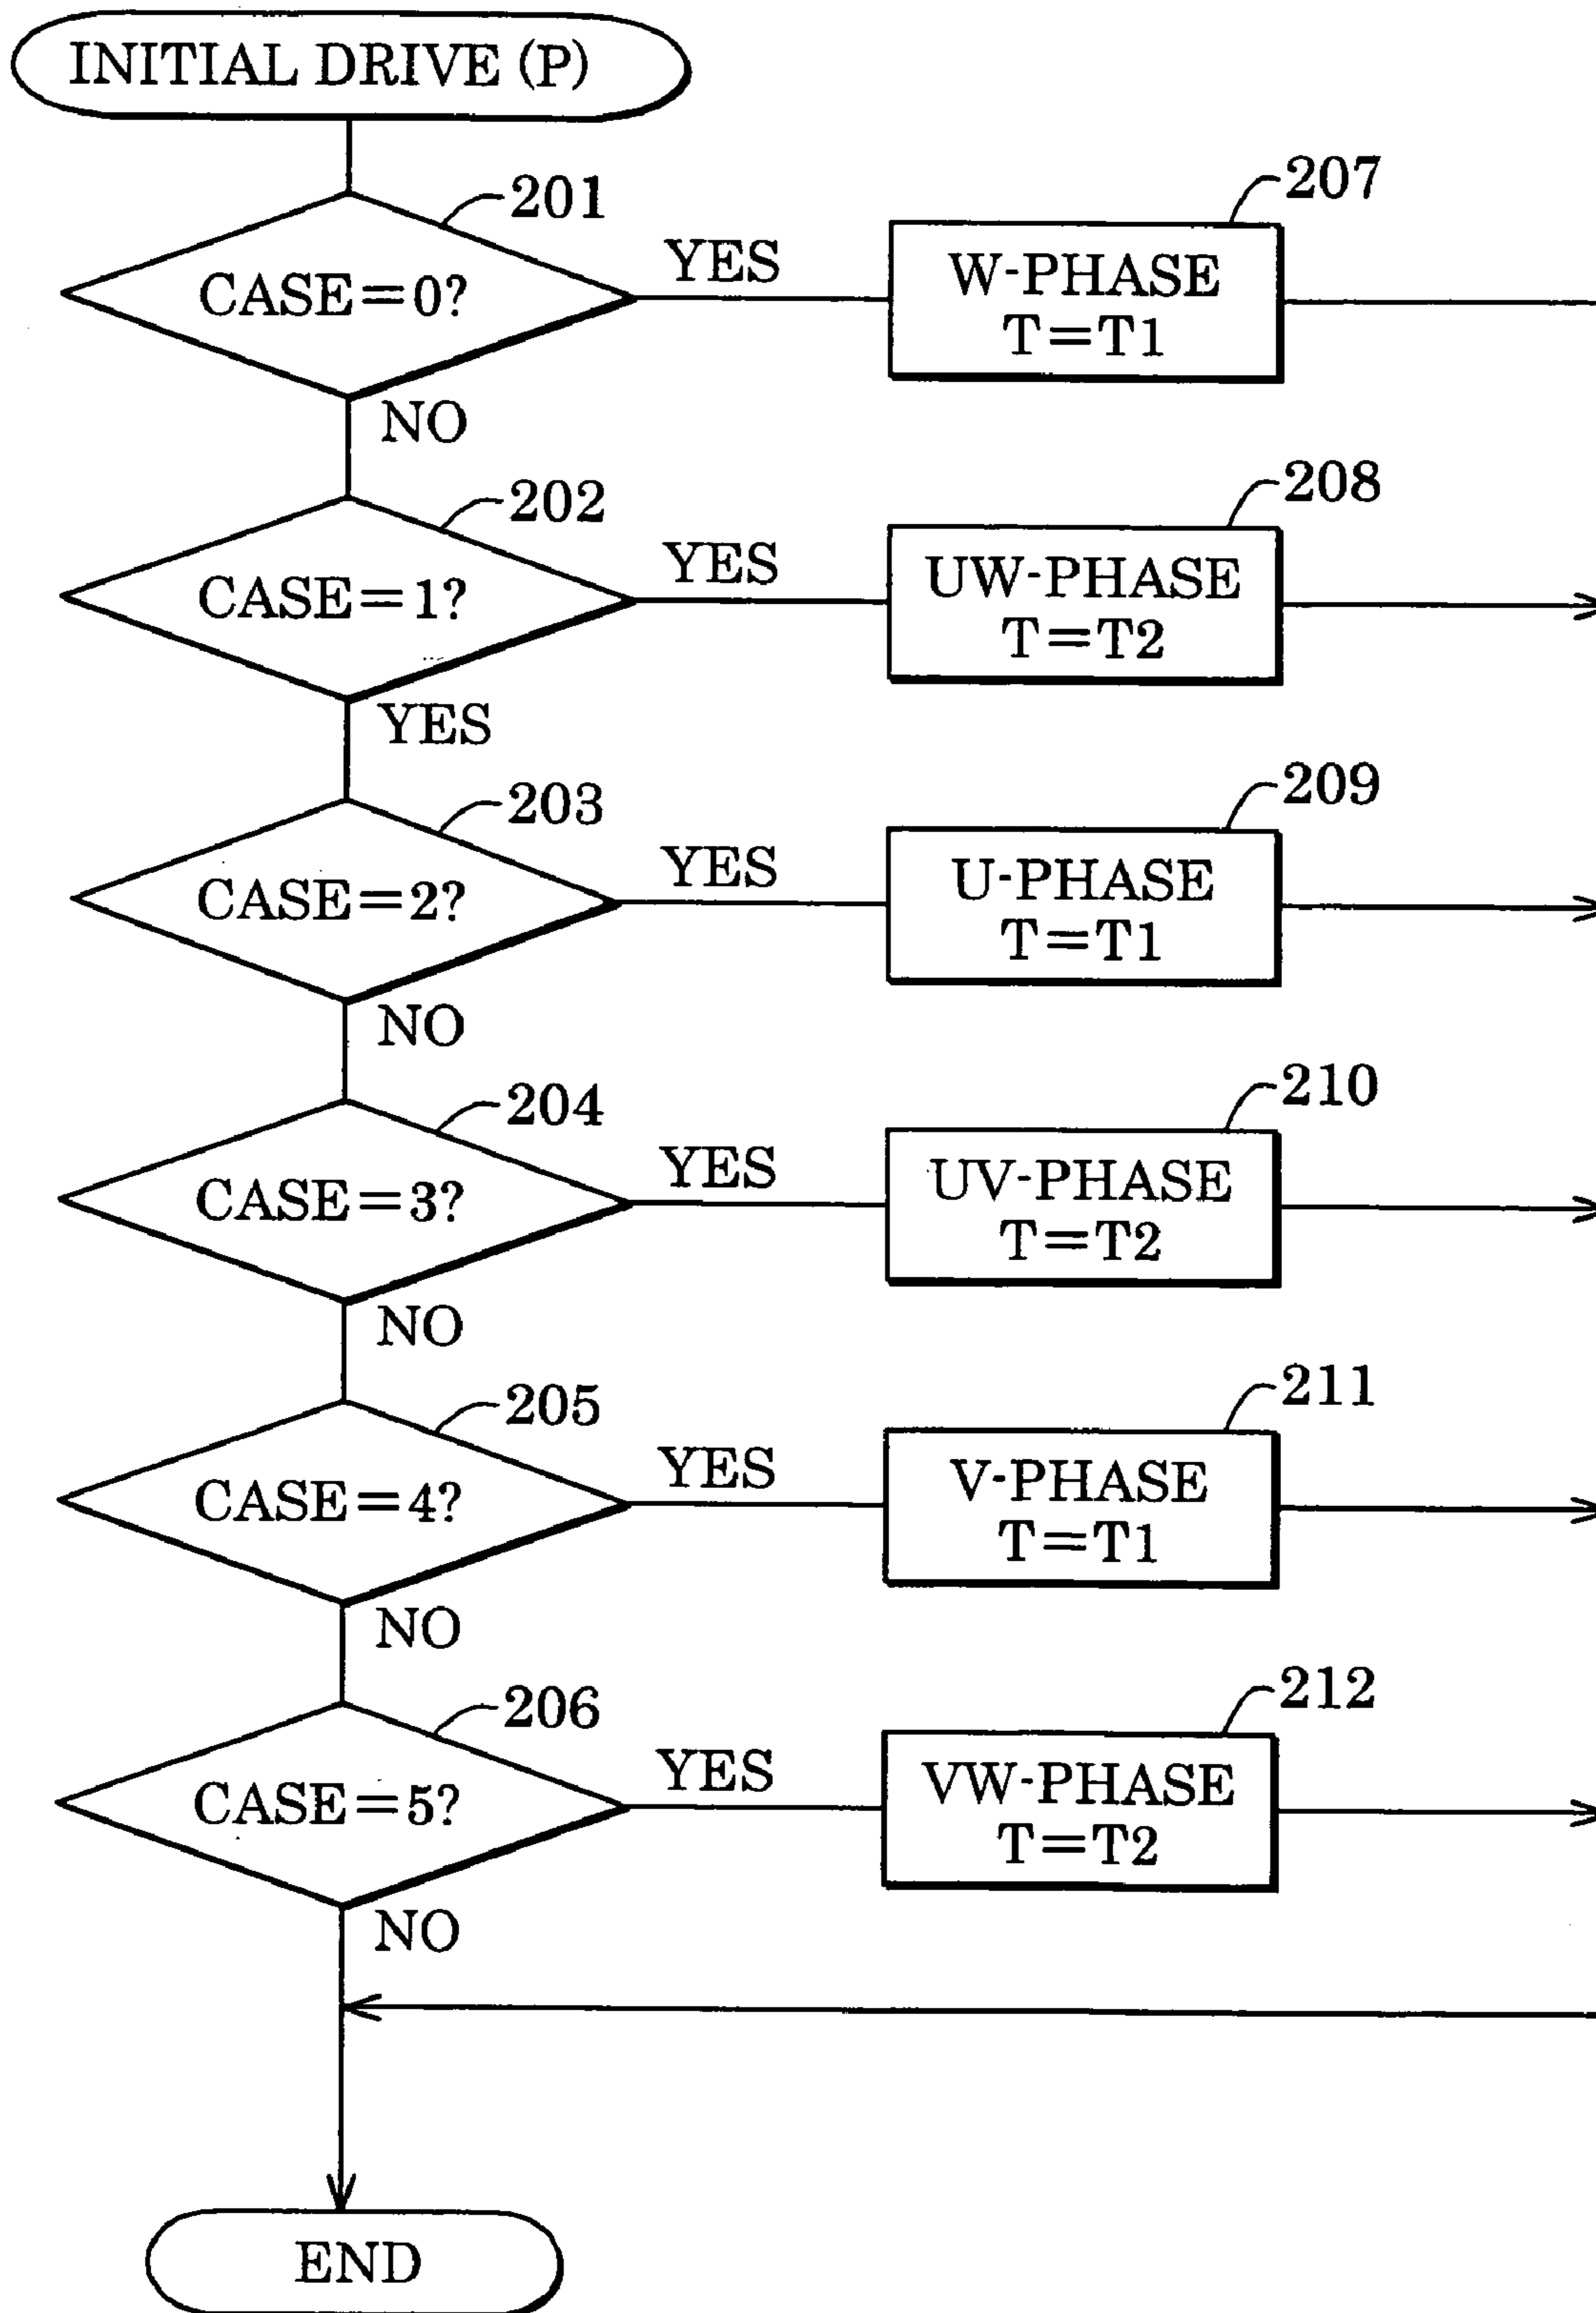 INITIAL DRIVE (P)
201
CASE=0?
YES
207
W-PHASE
T=T1
NO
202
CASE=1?
YES
208
UW-PHASE
T=T2
YES
203
CASE=2?
YES
209
U-PHASE
T=T1
NO
204
CASE=3?
YES
210
UV-PHASE
T=T2
NO
205
CASE=4?
YES
211
V-PHASE
T=T1
NO
206
CASE=5?
YES
212
VW-PHASE
T=T2
NO
END